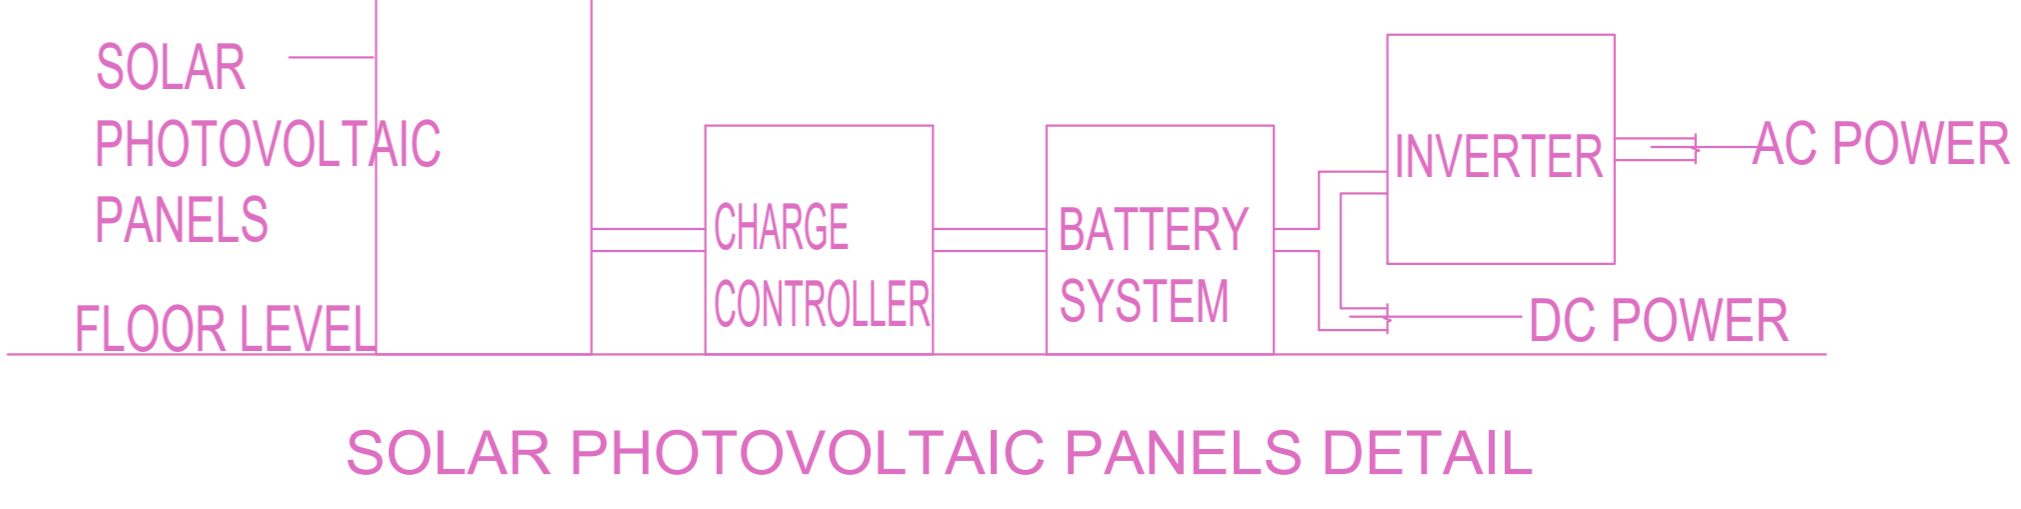 SOLAR
PHOTOVOLTAIC
PANELS
FLOOR LEVEL
CHARGE
CONTROLLER
BATTERY
SYSTEM
INVERTER
AC POWER
DC POWER
SOLAR PHOTOVOLTAIC PANELS DETAIL